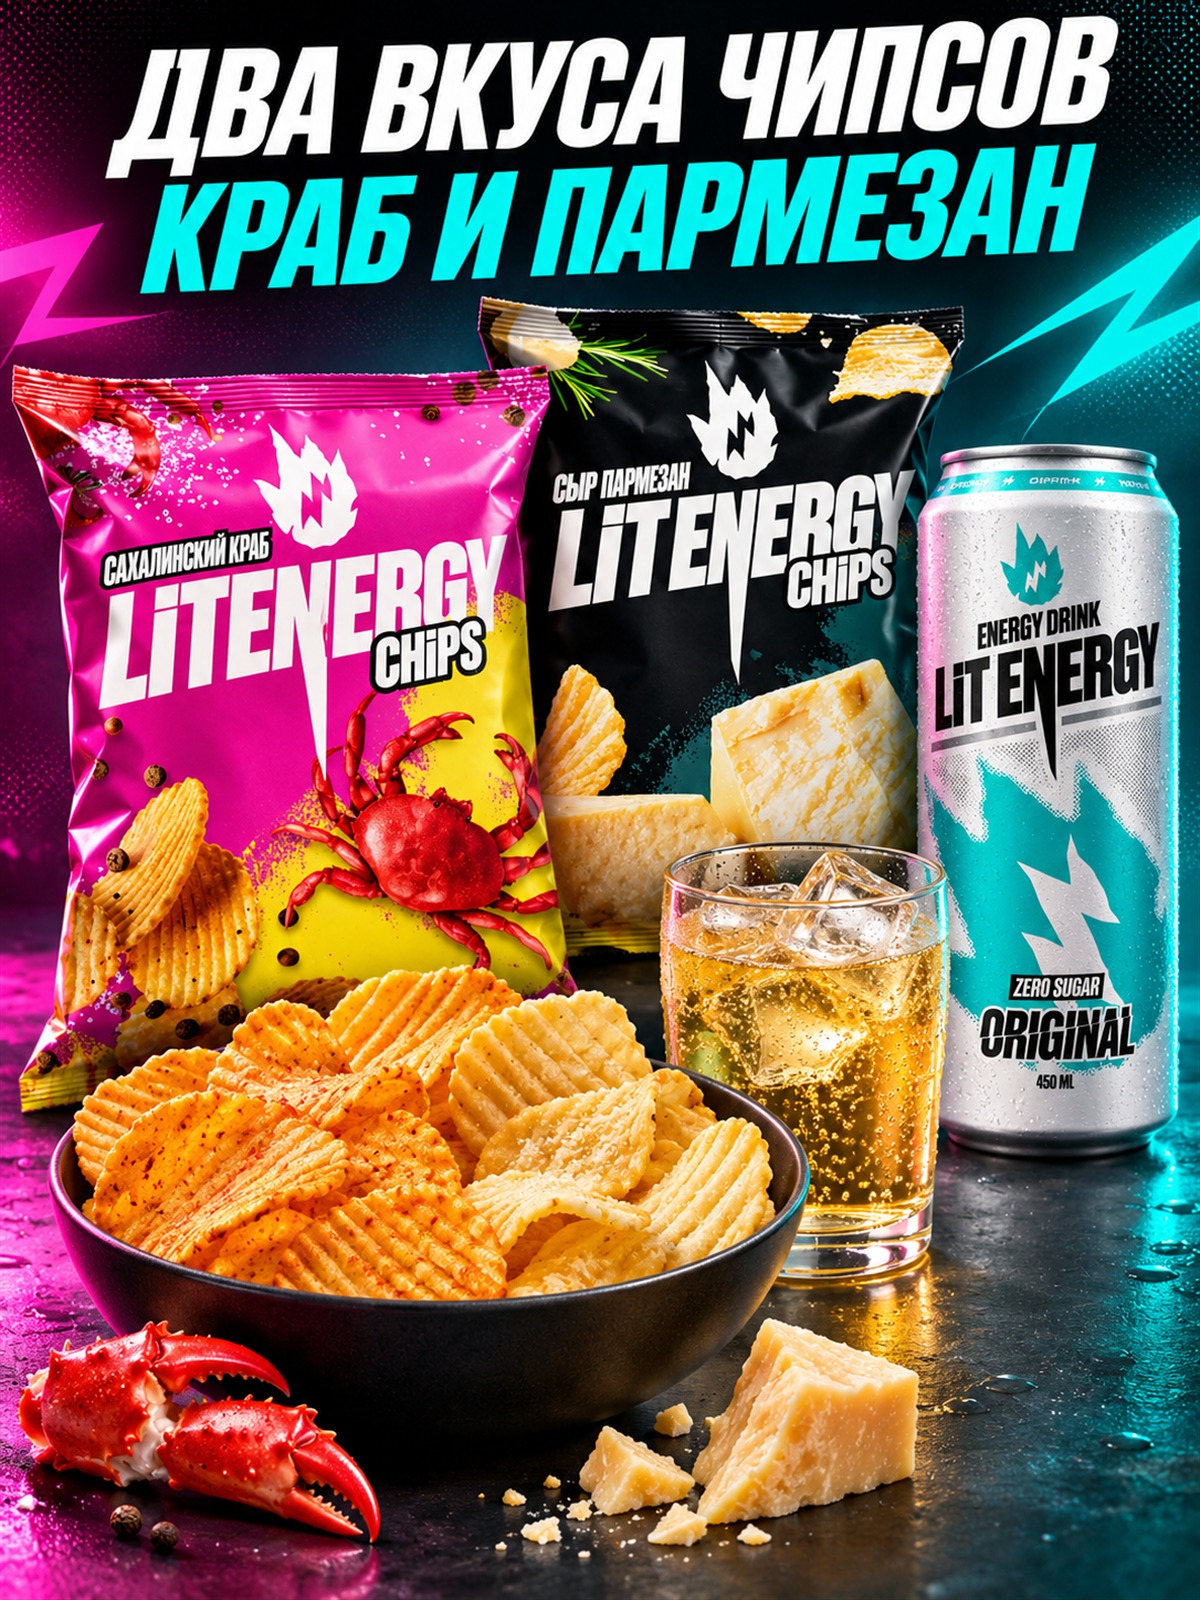 ДВА ВКУСА ЧИПСОВ
КРАБ И ПАРМЕЗАН
САХАЛИНСКИЙ КРАБ
LiTENERGY
CHiPS
СЫР ПАРМЕЗАН
LiTENERGY
CHiPS
ENERGY DRINK
LiT ENERGY
ZERO SUGAR
ORIGINAL
450 ML